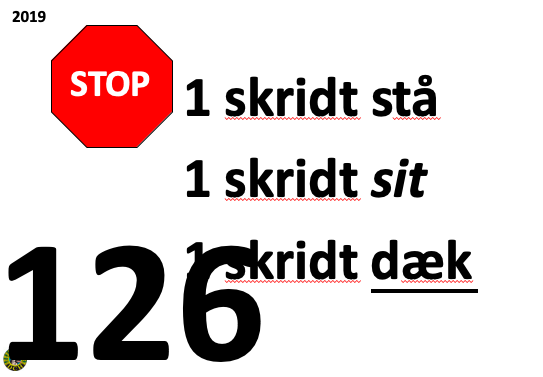 2019
STOP
1 skridt stå
1 skridt sit
1 skridt dæk
126